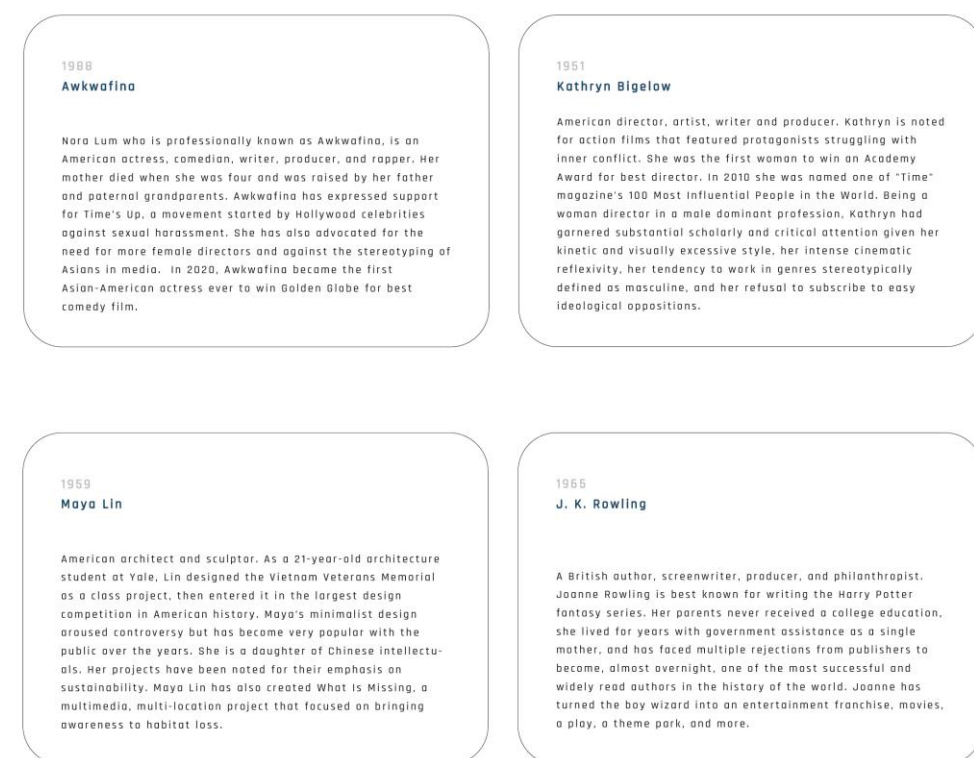 1988
Awkwafina
Nora Lum who is professionally known as Awkwafina, is an
American actress, comedian, writer, producer, and rapper. Her
mother died when she was four and was raised by her father
and paternal grandparents. Awkwafina has expressed support
for Time's Up, a movement started by Hollywood celebrities
against sexual harassment. She has also advocated for the
need for more female directors and against the stereotyping of
Asians in media.  In 2020, Awkwafina became the first
Asian-American actress ever to win Golden Globe for best
comedy film.
1951
Kathryn Bigelow
American director, artist, writer and producer. Kathryn is noted
for action films that featured protagonists struggling with
inner conflict. She was the first woman to win an Academy
Award for best director. In 2010 she was named one of "Time"
magazine's 100 Most Influential People in the World. Being a
woman director in a male dominant profession, Kathryn had
garnered substantial scholarly and critical attention given her
kinetic and visually excessive style, her intense cinematic
reflexivity, her tendency to work in genres stereotypically
defined as masculine, and her refusal to subscribe to easy
ideological oppositions.
1959
Maya Lin
American architect and sculptor. As a 21-year-old architecture
student at Yale, Lin designed the Vietnam Veterans Memorial
as a class project, then entered it in the largest design
competition in American history. Maya's minimalist design
aroused controversy but has become very popular with the
public over the years. She is a daughter of Chinese intellectu-
als. Her projects have been noted for their emphasis on
sustainability. Maya Lin has also created What Is Missing, a
multimedia, multi-location project that focused on bringing
awareness to habitat loss.
1965
J. K. Rowling
A British author, screenwriter, producer, and philanthropist.
Joanne Rowling is best known for writing the Harry Potter
fantasy series. Her parents never received a college education,
she lived for years with government assistance as a single
mother, and has faced multiple rejections from publishers to
become, almost overnight, one of the most successful and
widely read authors in the history of the world. Joanne has
turned the boy wizard into an entertainment franchise, movies,
a play, a theme park, and more.